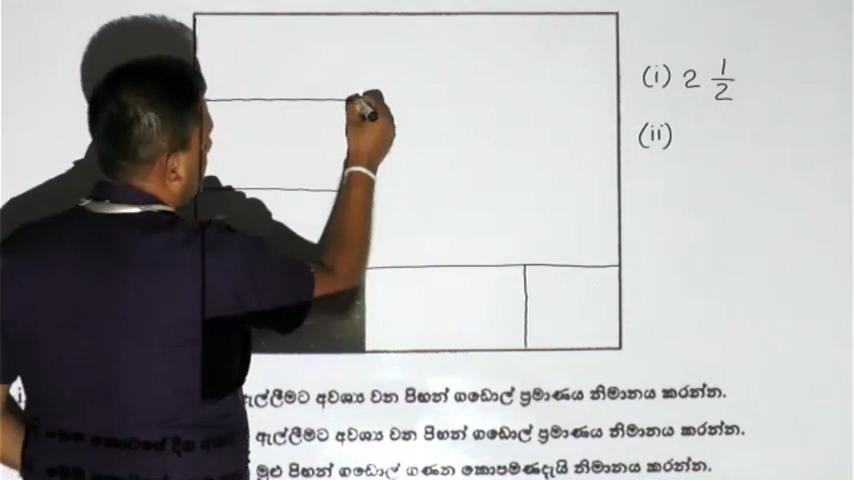 (i) 2 1/2
(ii)
ඇල්ලීමට අවශ්‍ය වන පිඟන් ගඩොල් ප්‍රමාණය නිමානය කරන්න.
ඇල්ලීමට අවශ්‍ය වන පිඟන් ගඩොල් ප්‍රමාණය නිමානය කරන්න.
මුළු පිඟන් ගඩොල් ගණන කොපමණදැයි නිමානය කරන්න.